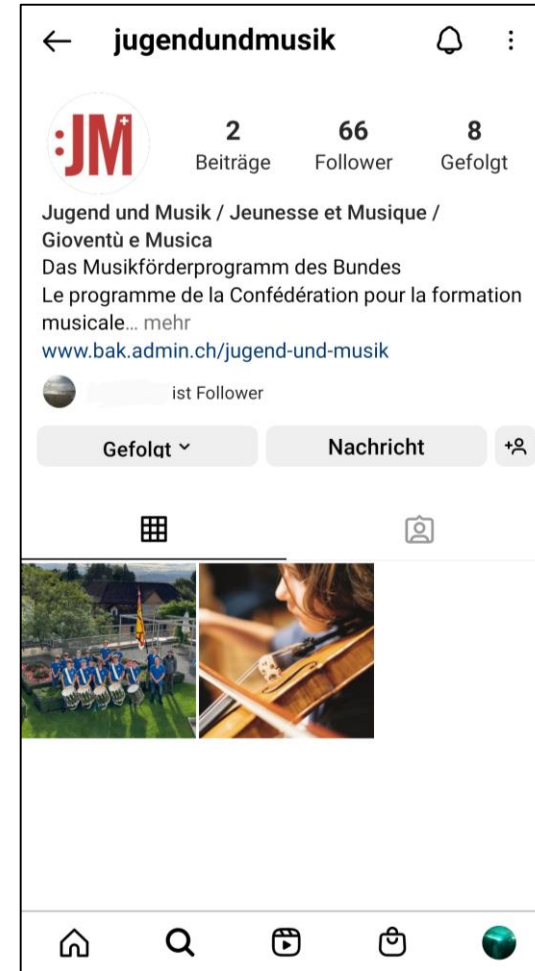 jugendundmusik
:JM
2 66 8
Beiträge Follower Gefolgt
Jugend und Musik / Jeunesse et Musique /
Gioventù e Musica
Das Musikförderprogramm des Bundes
Le programme de la Confédération pour la formation
musicale... mehr
www.bak.admin.ch/jugend-und-musik
ist Follower
Gefolgt Nachricht